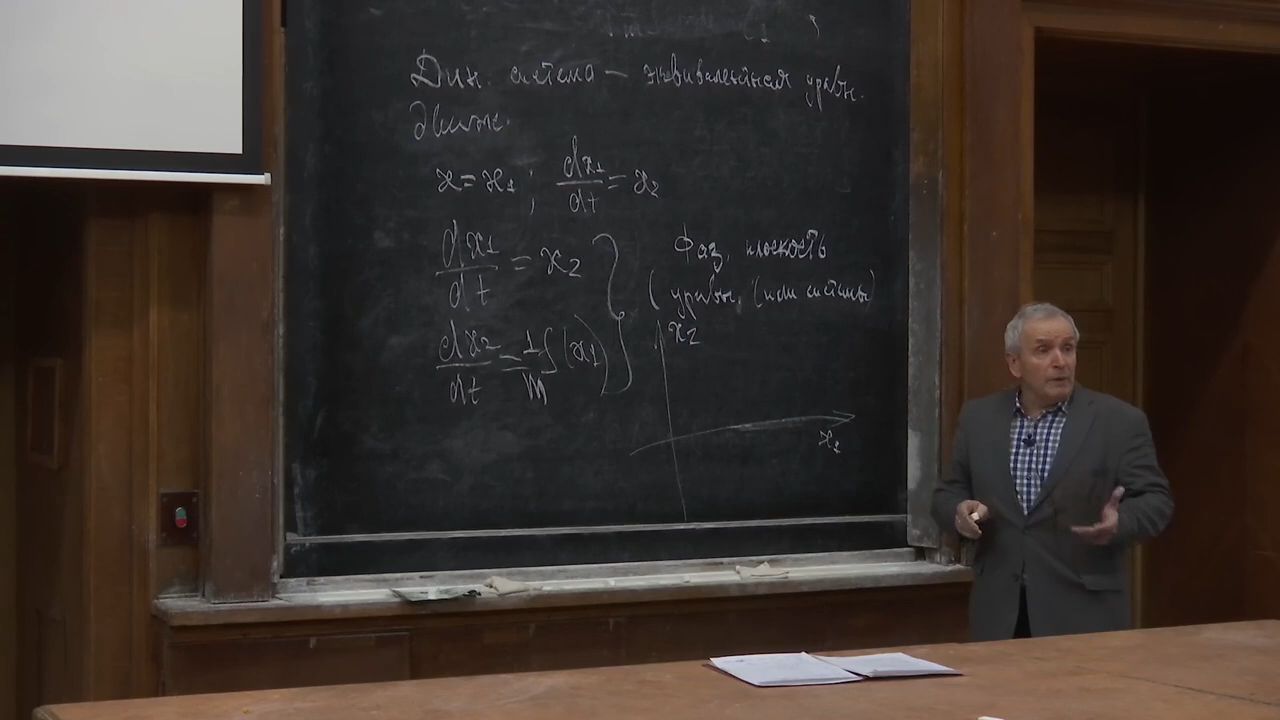 Дин. система — эквивалентная уравн.
движ.
x = x₁ ; dx₁/dt = x₂
dx₁/dt = x₂
dx₂/dt = 1/m f(x₁)
Фаз. плоскость
(уравн. (или системы)
x₂
x₁